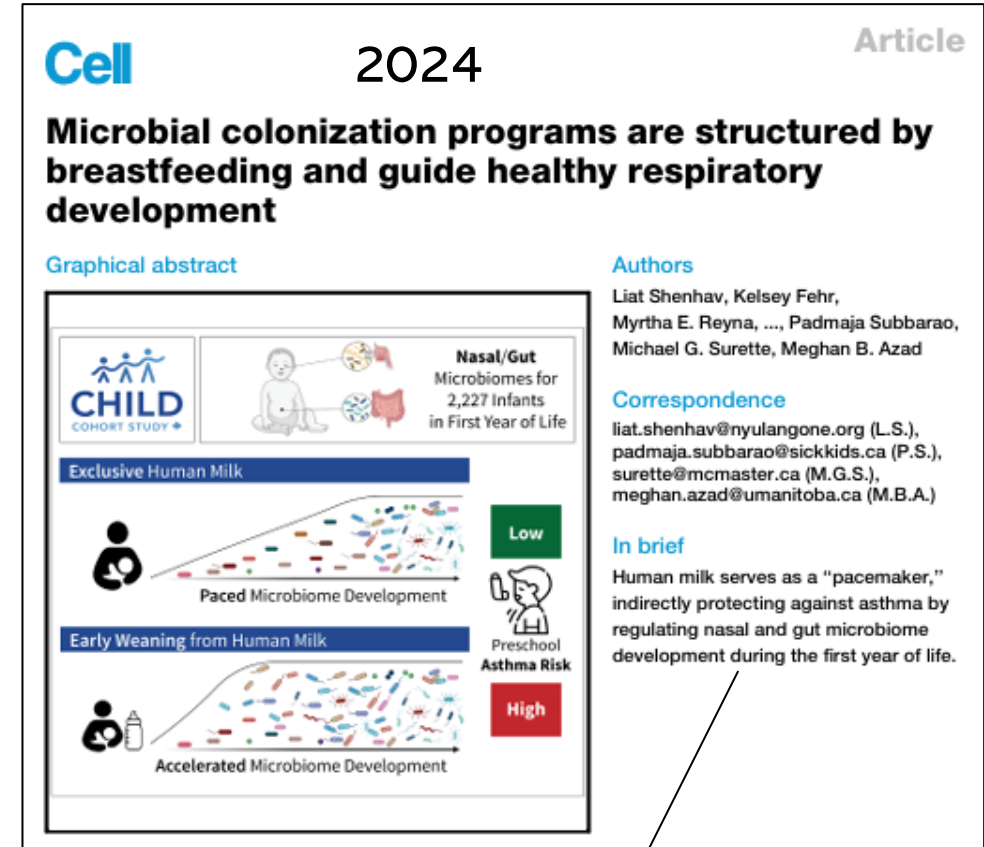 Cell
2024
Article
Microbial colonization programs are structured by
breastfeeding and guide healthy respiratory
development
Graphical abstract
CHILD
COHORT STUDY
Nasal/Gut
Microbiomes for
2,227 Infants
in First Year of Life
Exclusive Human Milk
Paced Microbiome Development
Early Weaning from Human Milk
Accelerated Microbiome Development
Low
Preschool
Asthma Risk
High
Authors
Liat Shenhav, Kelsey Fehr,
Myrtha E. Reyna, ..., Padmaja Subbarao,
Michael G. Surette, Meghan B. Azad
Correspondence
liat.shenhav@nyulangone.org (L.S.),
padmaja.subbarao@sickkids.ca (P.S.),
surette@mcmaster.ca (M.G.S.),
meghan.azad@umanitoba.ca (M.B.A.)
In brief
Human milk serves as a “pacemaker,”
indirectly protecting against asthma by
regulating nasal and gut microbiome
development during the first year of life.